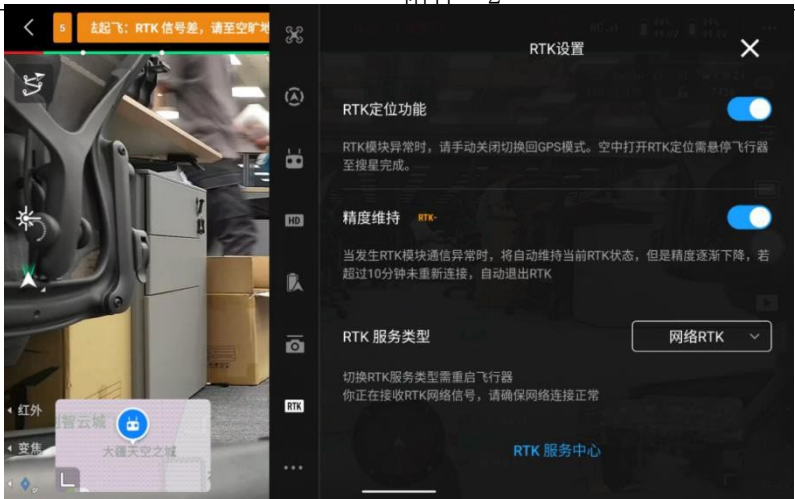 5 去起飞：RTK 信号差，请至空旷地
RTK设置
RTK定位功能
RTK模块异常时，请手动关闭切换回GPS模式。空中打开RTK定位需悬停飞行器
至搜星完成。
精度维持 RTK-
当发生RTK模块通信异常时，将自动维持当前RTK状态，但是精度逐渐下降，若
超过10分钟未重新连接，自动退出RTK
RTK 服务类型 网络RTK
切换RTK服务类型需重启飞行器
你正在接收RTK网络信号，请确保网络连接正常
RTK 服务中心
HD
RTK
红外
变焦
智云城
大疆天空之城